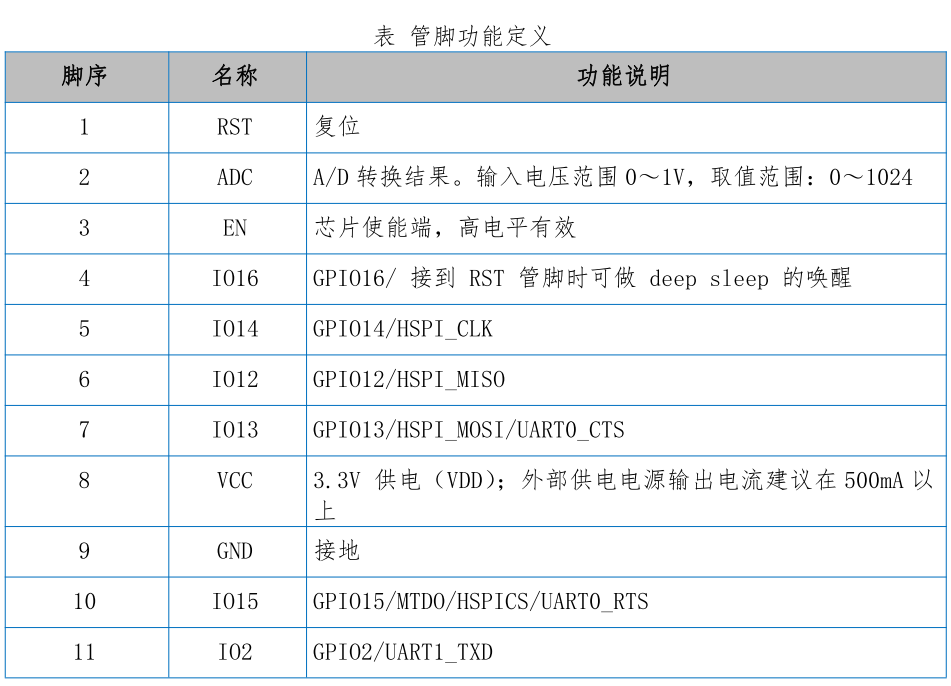 表 管脚功能定义
脚序 名称 功能说明
1 RST 复位
2 ADC A/D 转换结果。输入电压范围 0～1V，取值范围：0～1024
3 EN 芯片使能端，高电平有效
4 IO16 GPIO16/ 接到 RST 管脚时可做 deep sleep 的唤醒
5 IO14 GPIO14/HSPI_CLK
6 IO12 GPIO12/HSPI_MISO
7 IO13 GPIO13/HSPI_MOSI/UART0_CTS
8 VCC 3.3V 供电（VDD）；外部供电电源输出电流建议在 500mA 以
上
9 GND 接地
10 IO15 GPIO15/MTDO/HSPICS/UART0_RTS
11 IO2 GPIO2/UART1_TXD